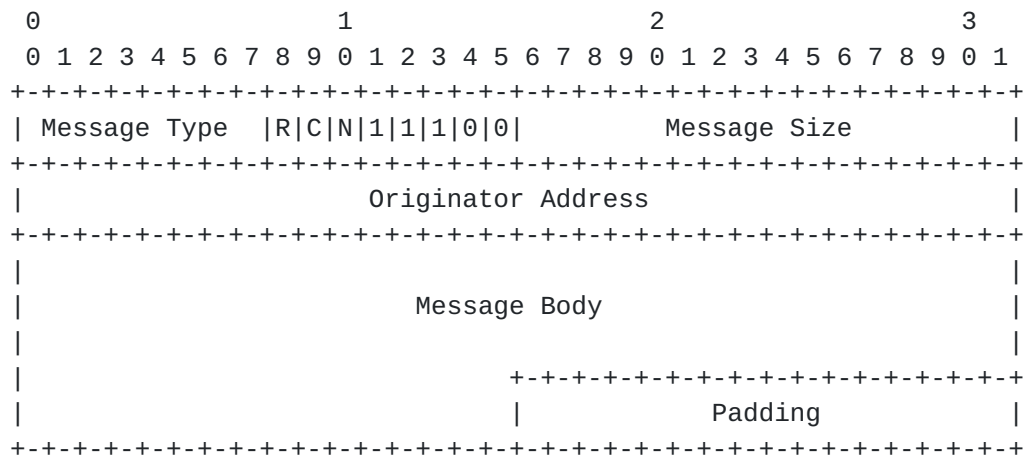 0                   1                   2                   3
 0 1 2 3 4 5 6 7 8 9 0 1 2 3 4 5 6 7 8 9 0 1 2 3 4 5 6 7 8 9 0 1
+-+-+-+-+-+-+-+-+-+-+-+-+-+-+-+-+-+-+-+-+-+-+-+-+-+-+-+-+-+-+-+-+
| Message Type  |R|C|N|1|1|1|0|0|         Message Size          |
+-+-+-+-+-+-+-+-+-+-+-+-+-+-+-+-+-+-+-+-+-+-+-+-+-+-+-+-+-+-+-+-+
|                      Originator Address                       |
+-+-+-+-+-+-+-+-+-+-+-+-+-+-+-+-+-+-+-+-+-+-+-+-+-+-+-+-+-+-+-+-+
|                                                               |
|                         Message Body                          |
|                                                               |
|                               +-+-+-+-+-+-+-+-+-+-+-+-+-+-+-+-+
|                               |            Padding            |
+-+-+-+-+-+-+-+-+-+-+-+-+-+-+-+-+-+-+-+-+-+-+-+-+-+-+-+-+-+-+-+-+